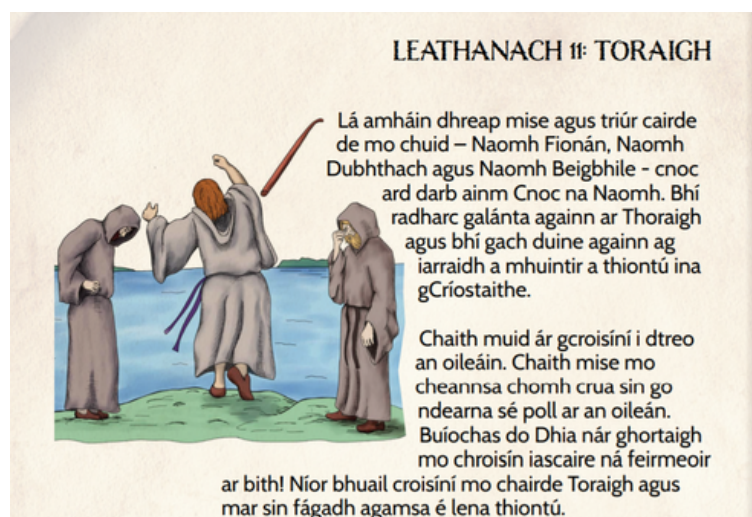 LEATHANACH 11: TORAIGH
Lá amháin dhreap mise agus triúr cairde
de mo chuid – Naomh Fionán, Naomh
Dubhthach agus Naomh Beigbhile - cnoc
ard darb ainm Cnoc na Naomh. Bhí
radharc galánta againn ar Thoraigh
agus bhí gach duine againn ag
iarraidh a mhuintir a thiontú ina
gCríostaithe.
Chaith muid ár gcroisíní i dtreo
an oileáin. Chaith mise mo
cheannsa chomh crua sin go
ndearna sé poll ar an oileán.
Buíochas do Dhia nár ghortaigh
mo chroisín iascaire ná feirmeoir
ar bith! Níor bhuail croisíní mo chairde Toraigh agus
mar sin fágadh agamsa é lena thiontú.